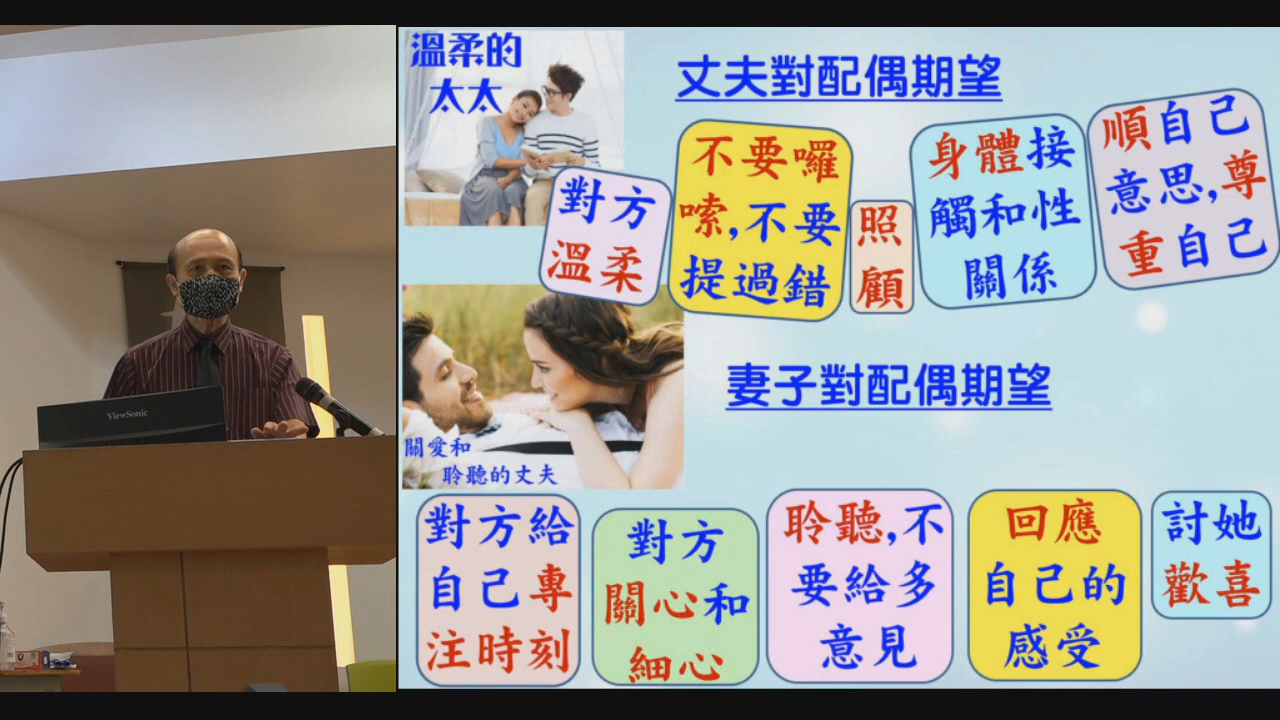 溫柔的
太太
丈夫對配偶期望
對方
溫柔
不要囉
嗦,不要
提過錯
照
顧
身體接
觸和性
關係
順自己
意思,尊
重自己
關愛和
聆聽的丈夫
妻子對配偶期望
對方給
自己專
注時刻
對方
關心和
細心
聆聽,不
要給多
意見
回應
自己的
感受
討她
歡喜
ViewSonic